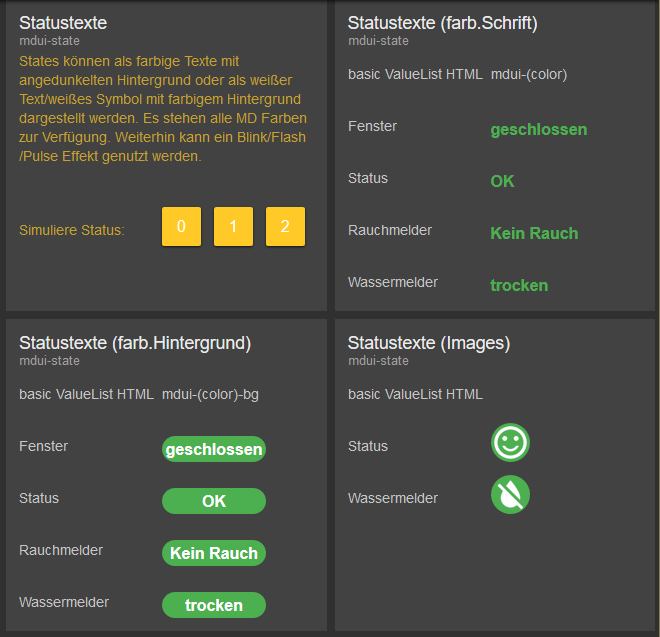 Statustexte
mdui-state
States können als farbige Texte mit
angedunkelten Hintergrund oder als weißer
Text/weißes Symbol mit farbigem Hintergrund
dargestellt werden. Es stehen alle MD Farben
zur Verfügung. Weiterhin kann ein Blink/Flash
/Pulse Effekt genutzt werden.
Simuliere Status: 0 1 2
Statustexte (farb.Schrift)
mdui-state
basic ValueList HTML mdui-(color)
Fenster geschlossen
Status OK
Rauchmelder Kein Rauch
Wassermelder trocken
Statustexte (farb.Hintergrund)
mdui-state
basic ValueList HTML mdui-(color)-bg
Fenster geschlossen
Status OK
Rauchmelder Kein Rauch
Wassermelder trocken
Statustexte (Images)
mdui-state
basic ValueList HTML
Status
Wassermelder